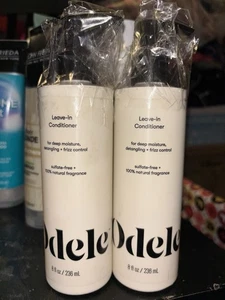 Leave-In
Conditioner
for deep moisture,
detangling + frizz control
sulfate-free +
100% natural fragrance
Odele
8 fl oz / 236 mL
Leave-In
Conditioner
for deep moisture,
detangling + frizz control
sulfate-free +
100% natural fragrance
Odele
8 fl oz / 236 mL